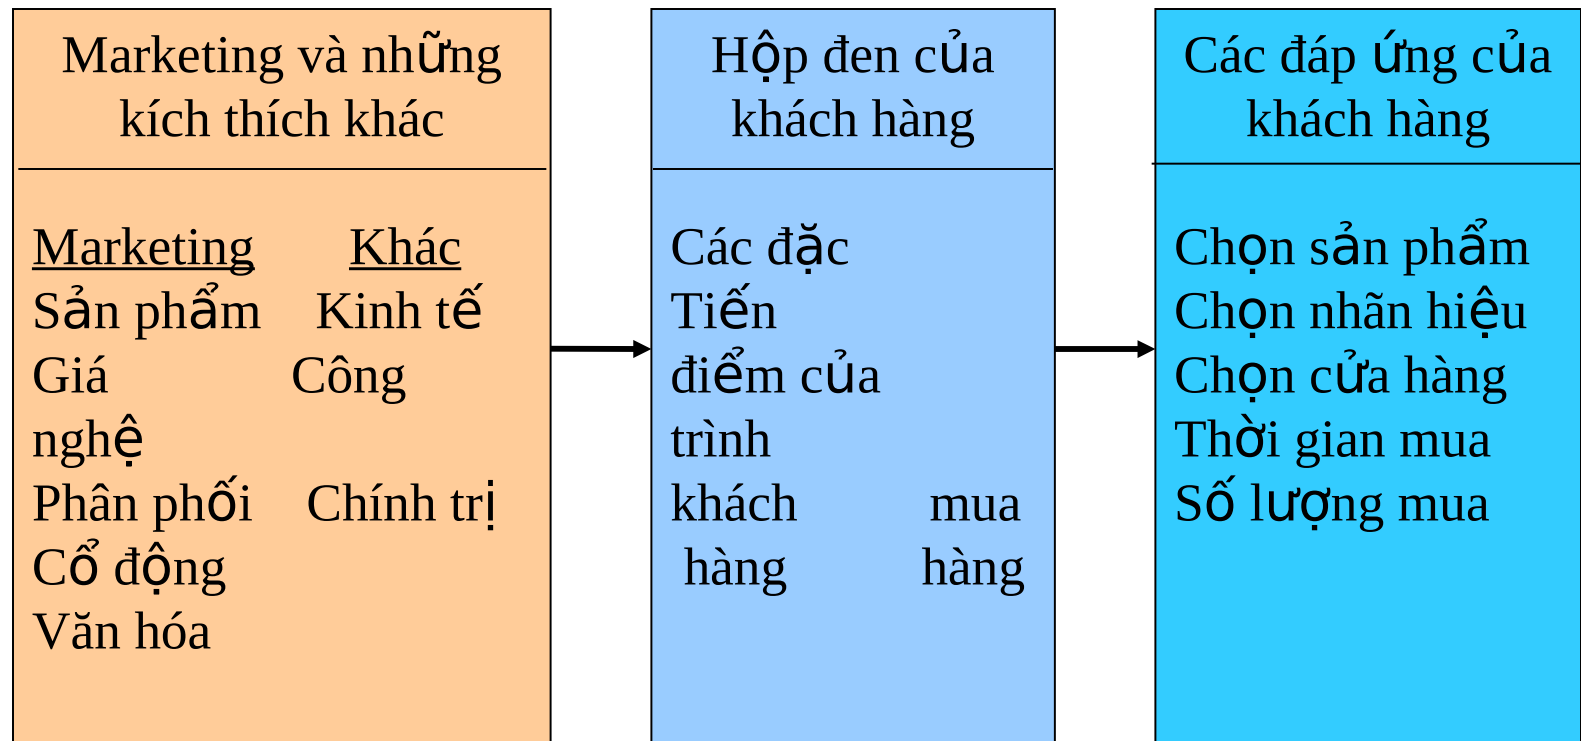 Marketing và những
kích thích khác
Marketing Khác
Sản phẩm Kinh tế
Giá Công
nghệ
Phân phối Chính trị
Cổ động
Văn hóa
Hộp đen của
khách hàng
Các đặc
Tiến
điểm của
trình
khách mua
hàng hàng
Các đáp ứng của
khách hàng
Chọn sản phẩm
Chọn nhãn hiệu
Chọn cửa hàng
Thời gian mua
Số lượng mua